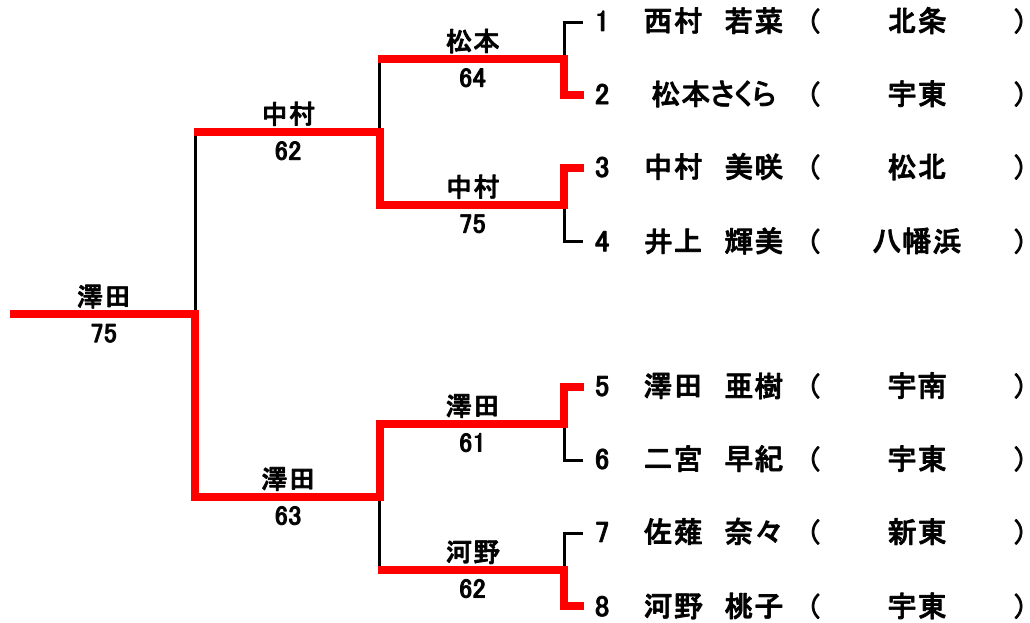 1 西村 若菜 ( 北条 )
松本
64
2 松本さくら ( 宇東 )
中村
62
3 中村 美咲 ( 松北 )
中村
75
4 井上 輝美 ( 八幡浜 )
澤田
75
5 澤田 亜樹 ( 宇南 )
澤田
61
6 二宮 早紀 ( 宇東 )
澤田
63
7 佐薙 奈々 ( 新東 )
河野
62
8 河野 桃子 ( 宇東 )